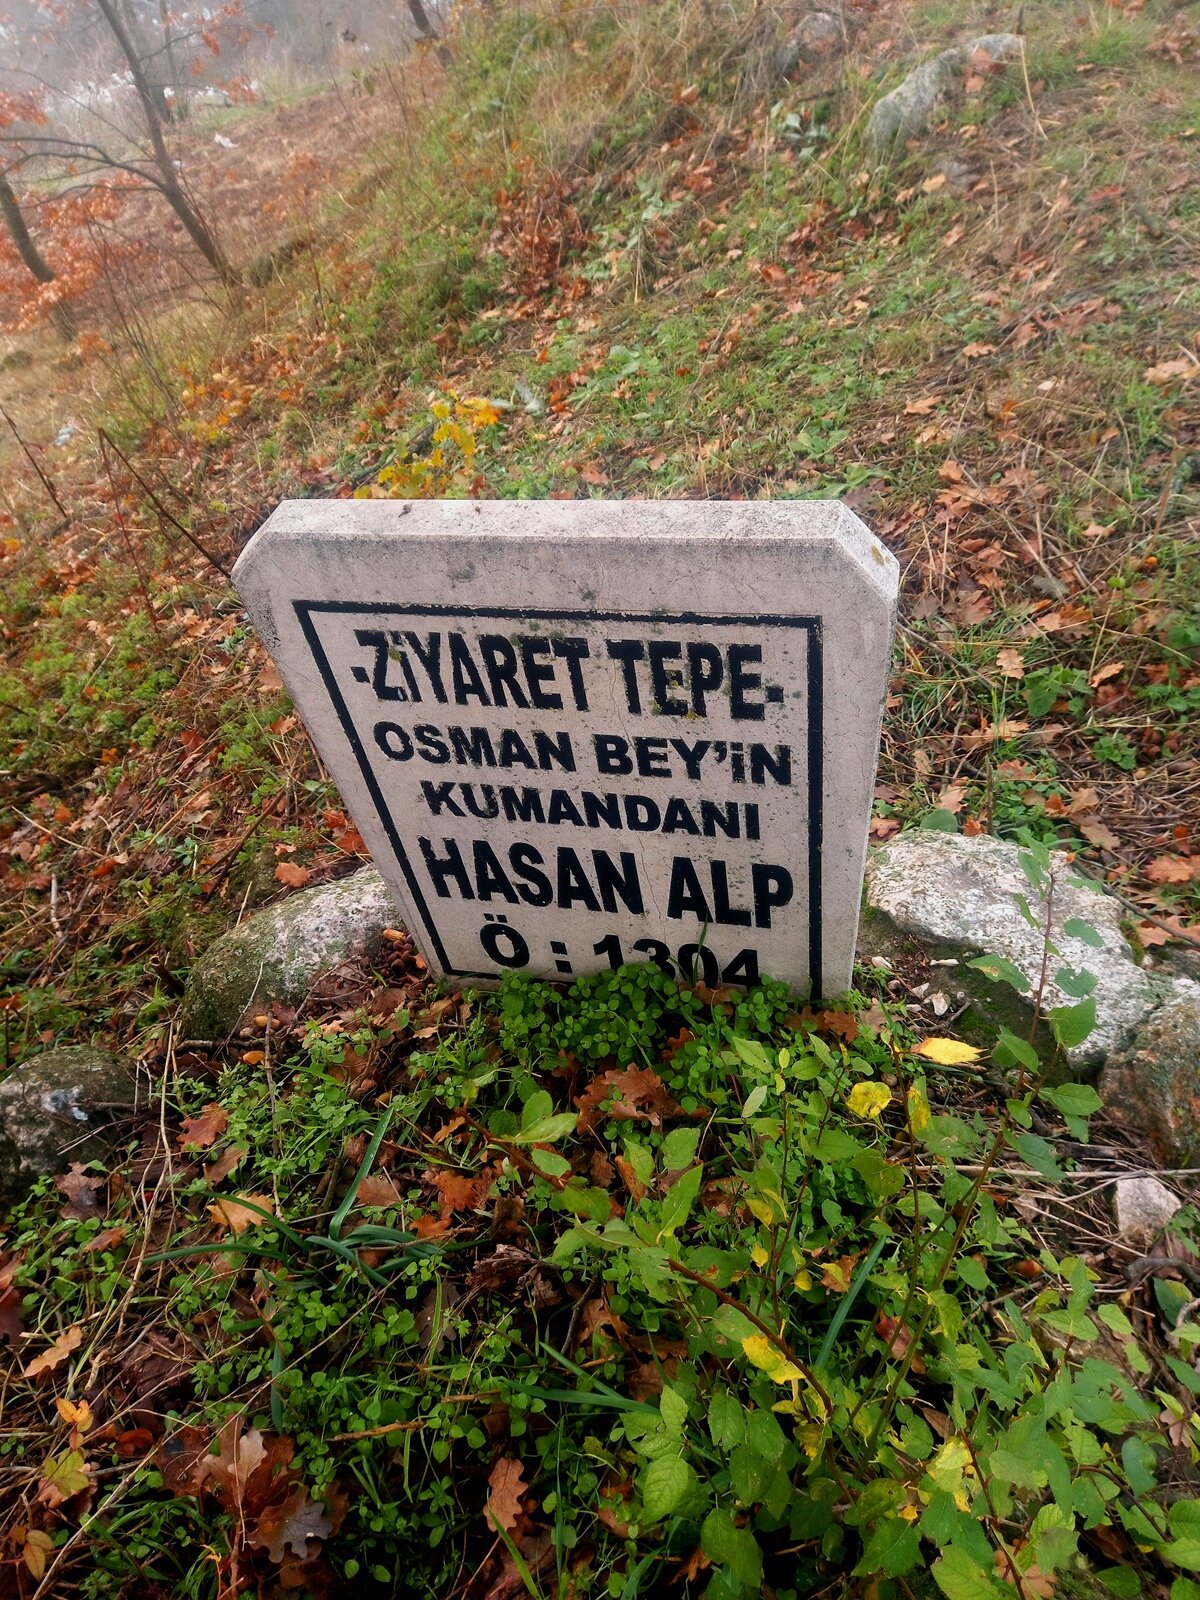 -ZİYARET TEPE-
OSMAN BEY'iN
KUMANDANI
HASAN ALP
Ö : 1304